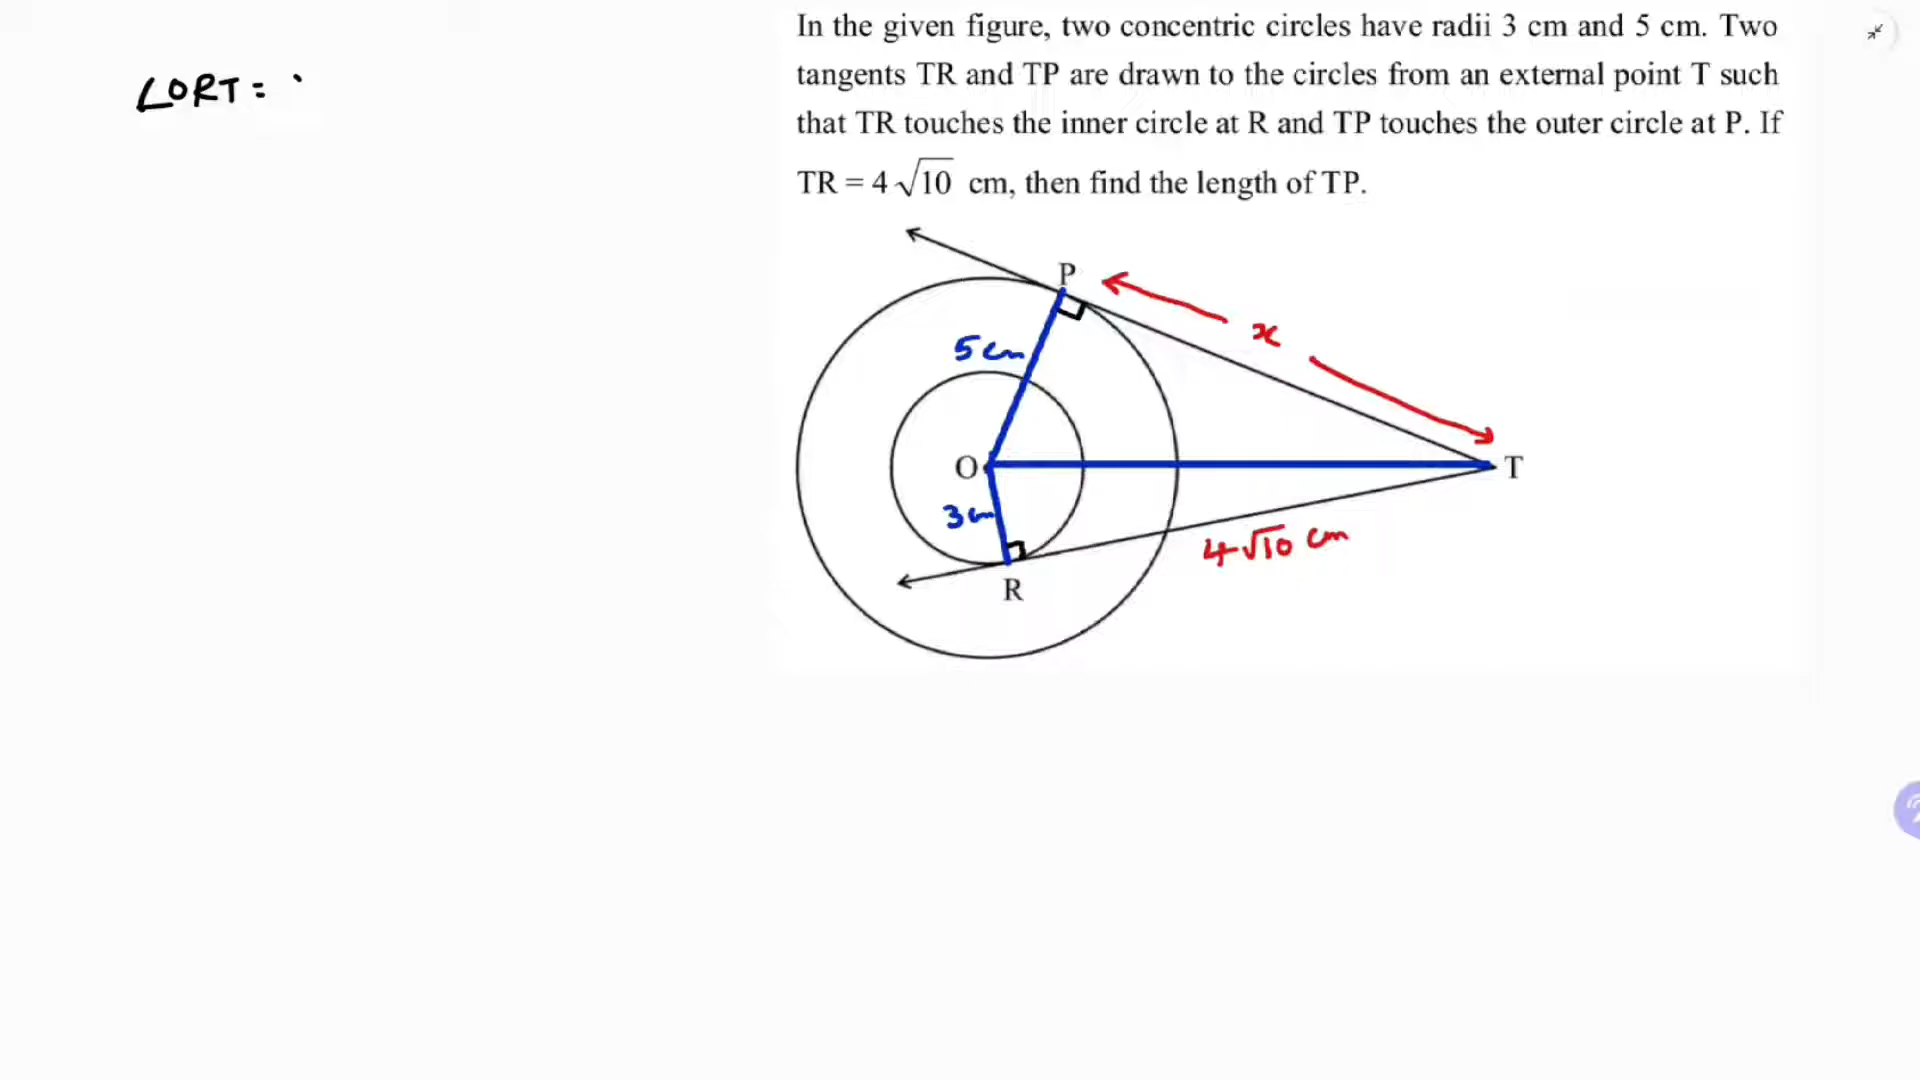 ∠ORT =
In the given figure, two concentric circles have radii 3 cm and 5 cm. Two
tangents TR and TP are drawn to the circles from an external point T such
that TR touches the inner circle at R and TP touches the outer circle at P. If
TR = 4√10 cm, then find the length of TP.
P
x
5 cm
O
T
3 cm
4√10 cm
R